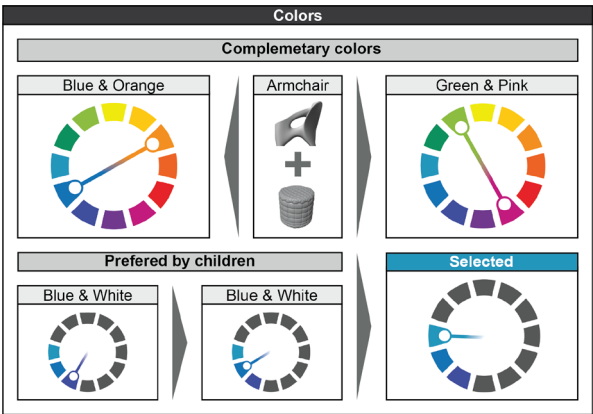 Colors
Complemetary colors
Blue & Orange
Armchair
Green & Pink
Prefered by children
Selected
Blue & White
Blue & White